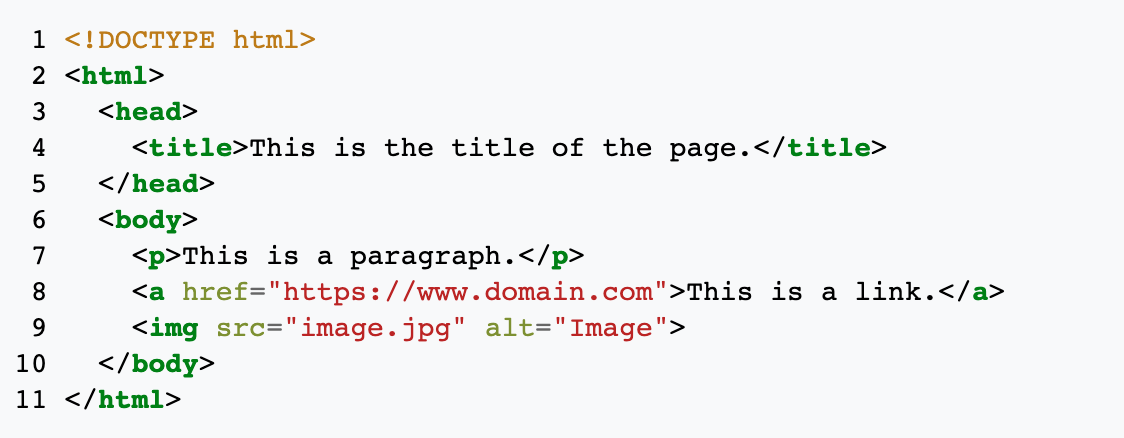 1 <!DOCTYPE html>
2 <html>
3   <head>
4     <title>This is the title of the page.</title>
5   </head>
6   <body>
7     <p>This is a paragraph.</p>
8     <a href="https://www.domain.com">This is a link.</a>
9     <img src="image.jpg" alt="Image">
10   </body>
11 </html>